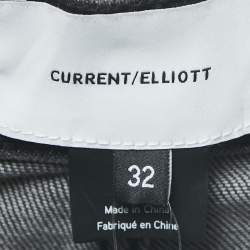 CURRENT/ELLIOTT
32
Made in China
Fabriqué en Chine